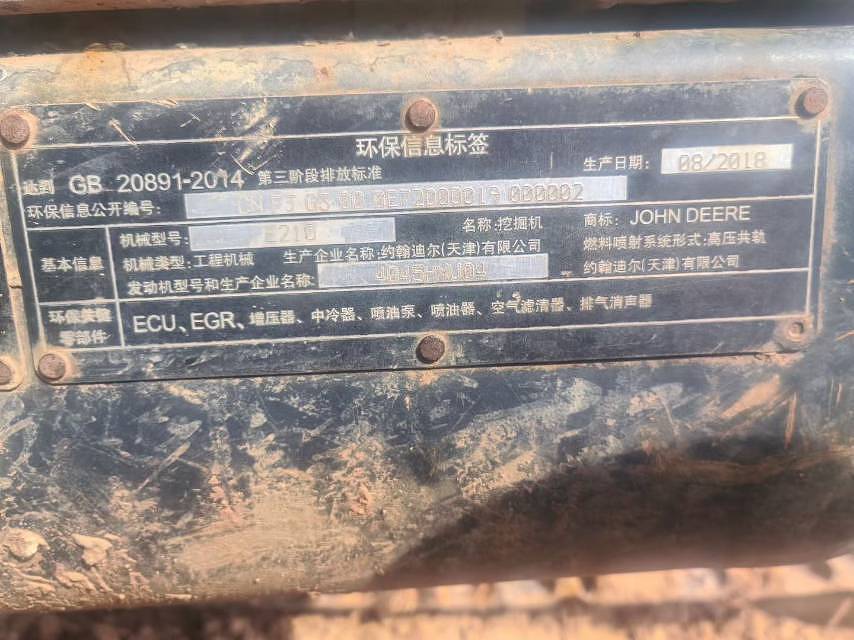 环保信息标签
达到 GB 20891-2014 第三阶段排放标准
生产日期: 08/2018
环保信息公开编号: 000002
基本信息
机械型号: E210
名称:挖掘机
商标: JOHN DEERE
机械类型:工程机械
生产企业名称:约翰迪尔(天津)有限公司
燃料喷射系统形式:高压共轨
发动机型号和生产企业名称:
约翰迪尔(天津)有限公司
环保关键零部件
ECU、EGR、增压器、中冷器、喷油泵、喷油器、空气滤清器、排气消声器